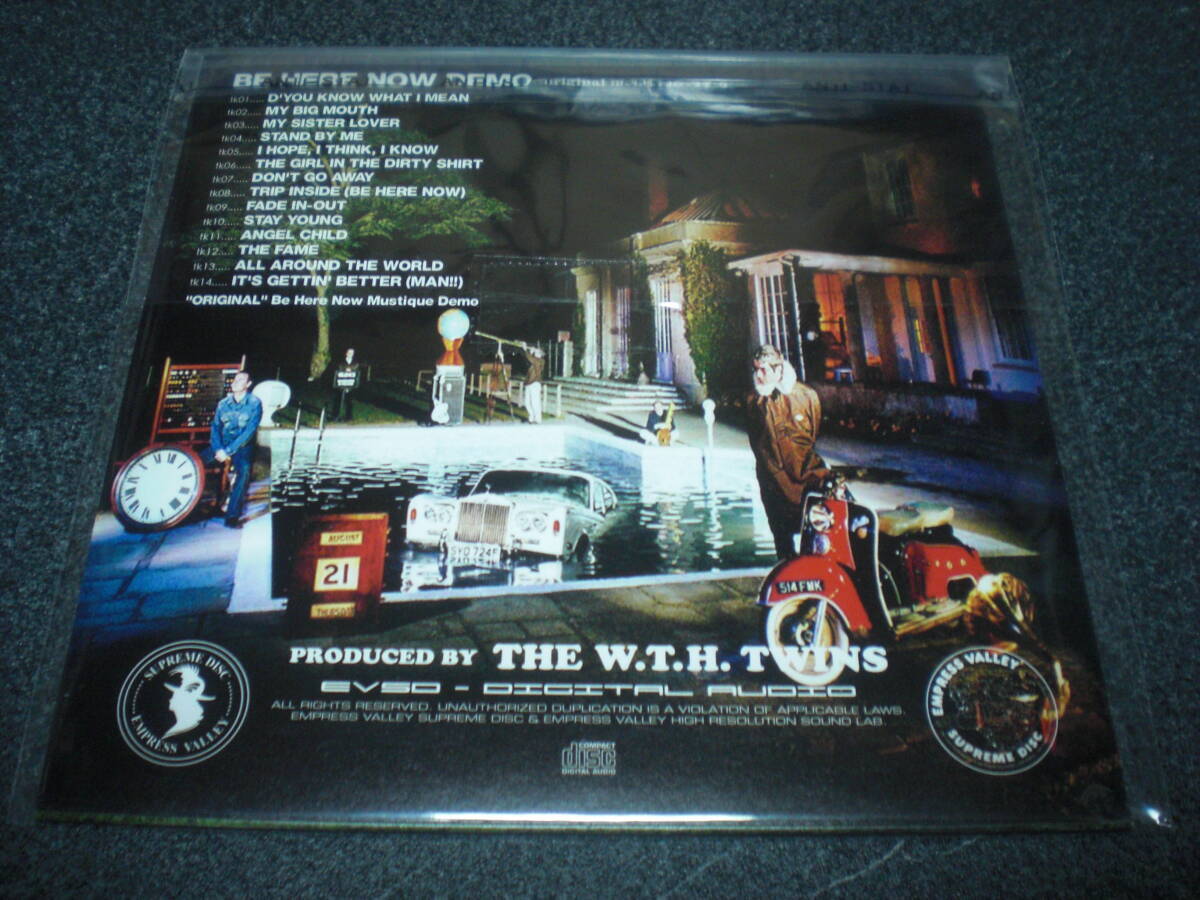 BE HERE NOW DEMO
tk01..... D'YOU KNOW WHAT I MEAN
tk02..... MY BIG MOUTH
tk03..... MY SISTER LOVER
tk04..... STAND BY ME
tk05..... I HOPE, I THINK, I KNOW
tk06..... THE GIRL IN THE DIRTY SHIRT
tk07..... DON'T GO AWAY
tk08..... TRIP INSIDE (BE HERE NOW)
tk09..... FADE IN-OUT
tk10..... STAY YOUNG
tk11..... ANGEL CHILD
tk12..... THE FAME
tk13..... ALL AROUND THE WORLD
tk14..... IT'S GETTIN' BETTER (MAN!!)
"ORIGINAL" Be Here Now Mustique Demo
SYO 724F
AUGUST
21
THURSDAY
514 FMK
PRODUCED BY THE W.T.H. TWINS
EVSD - DIGITAL AUDIO
ALL RIGHTS RESERVED. UNAUTHORIZED DUPLICATION IS A VIOLATION OF APPLICABLE LAWS.
EMPRESS VALLEY SUPREME DISC & EMPRESS VALLEY HIGH RESOLUTION SOUND LAB.
SUPREME DISC
EMPRESS VALLEY
EMPRESS VALLEY
SUPREME DISC
COMPACT
disc
DIGITAL AUDIO